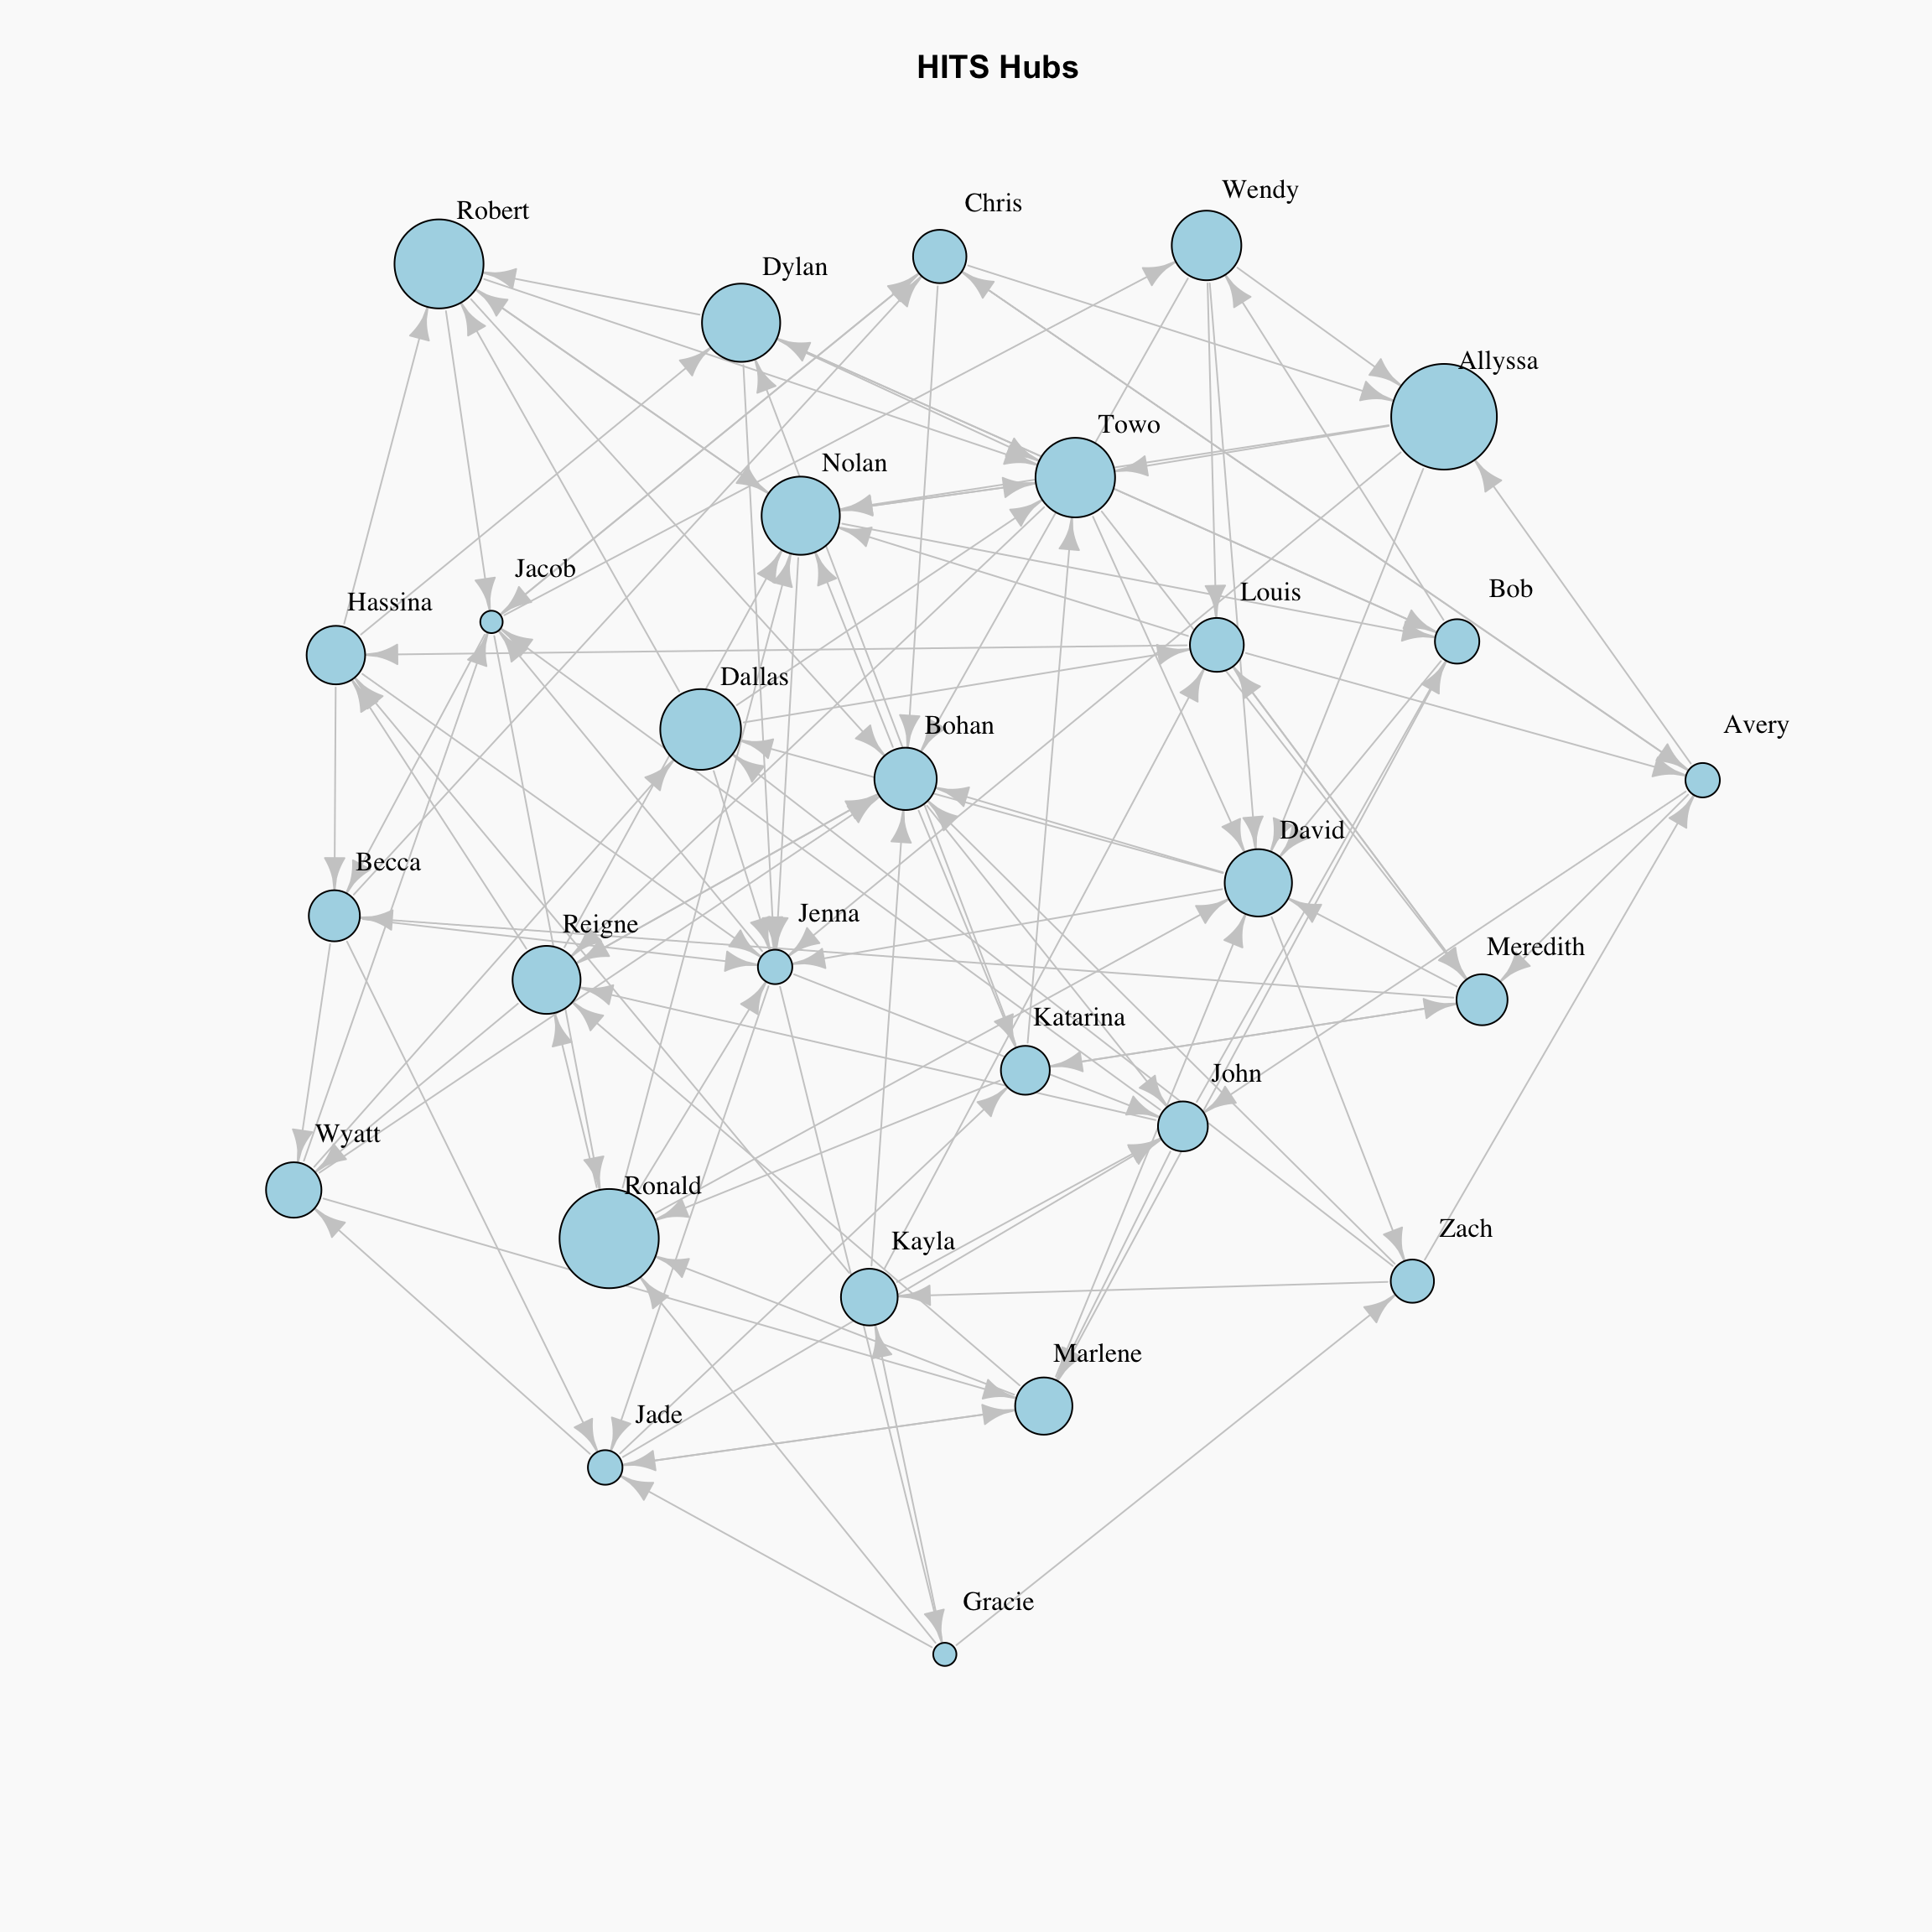 HITS Hubs
Wendy
Chris
Robert
Dylan
Allyssa
Towo
Nolan
Jacob
Bob
Louis
Hassina
Dallas
Avery
Bohan
David
Becca
Jenna
Reigne
Meredith
Katarina
John
Wyatt
Ronald
Zach
Kayla
Marlene
Jade
Gracie